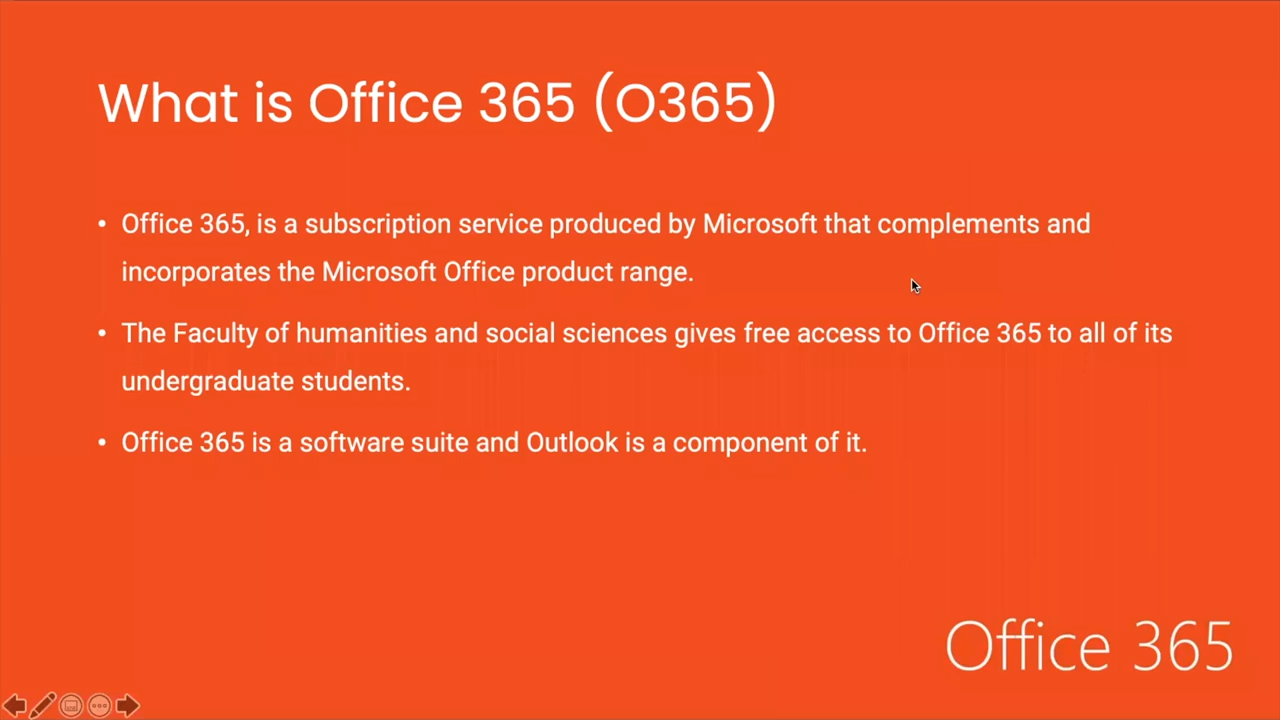 What is Office 365 (O365)
• Office 365, is a subscription service produced by Microsoft that complements and
incorporates the Microsoft Office product range.
• The Faculty of humanities and social sciences gives free access to Office 365 to all of its
undergraduate students.
• Office 365 is a software suite and Outlook is a component of it.
Office 365